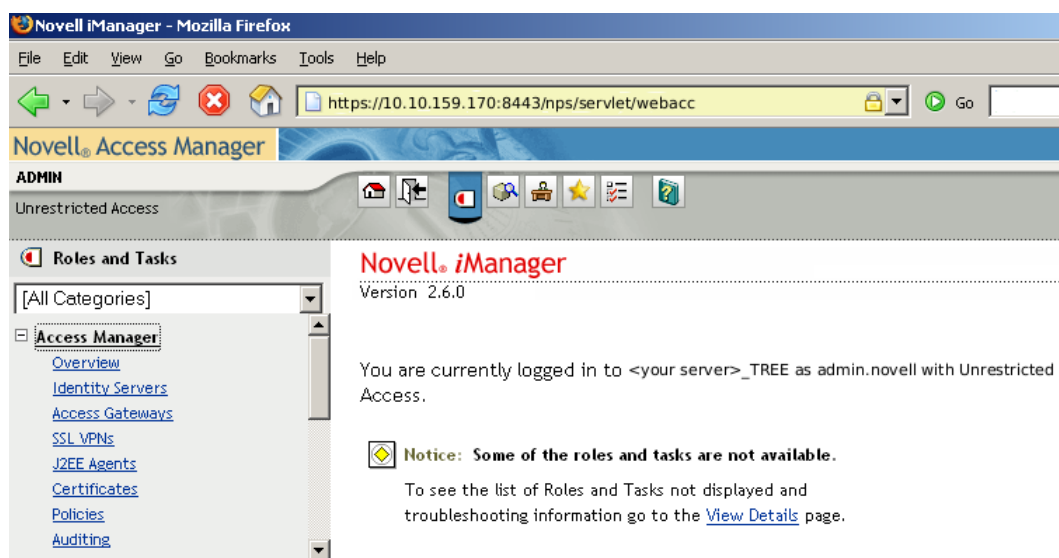 Novell iManager - Mozilla Firefox
File Edit View Go Bookmarks Tools Help
https://10.10.159.170:8443/nps/servlet/webacc
Go
Novell® Access Manager
ADMIN
Unrestricted Access
Roles and Tasks
[All Categories]
Access Manager
Overview
Identity Servers
Access Gateways
SSL VPNs
J2EE Agents
Certificates
Policies
Auditing
Novell® iManager
Version 2.6.0
You are currently logged in to <your server>_TREE as admin.novell with Unrestricted
Access.
Notice: Some of the roles and tasks are not available.
To see the list of Roles and Tasks not displayed and
troubleshooting information go to the View Details page.